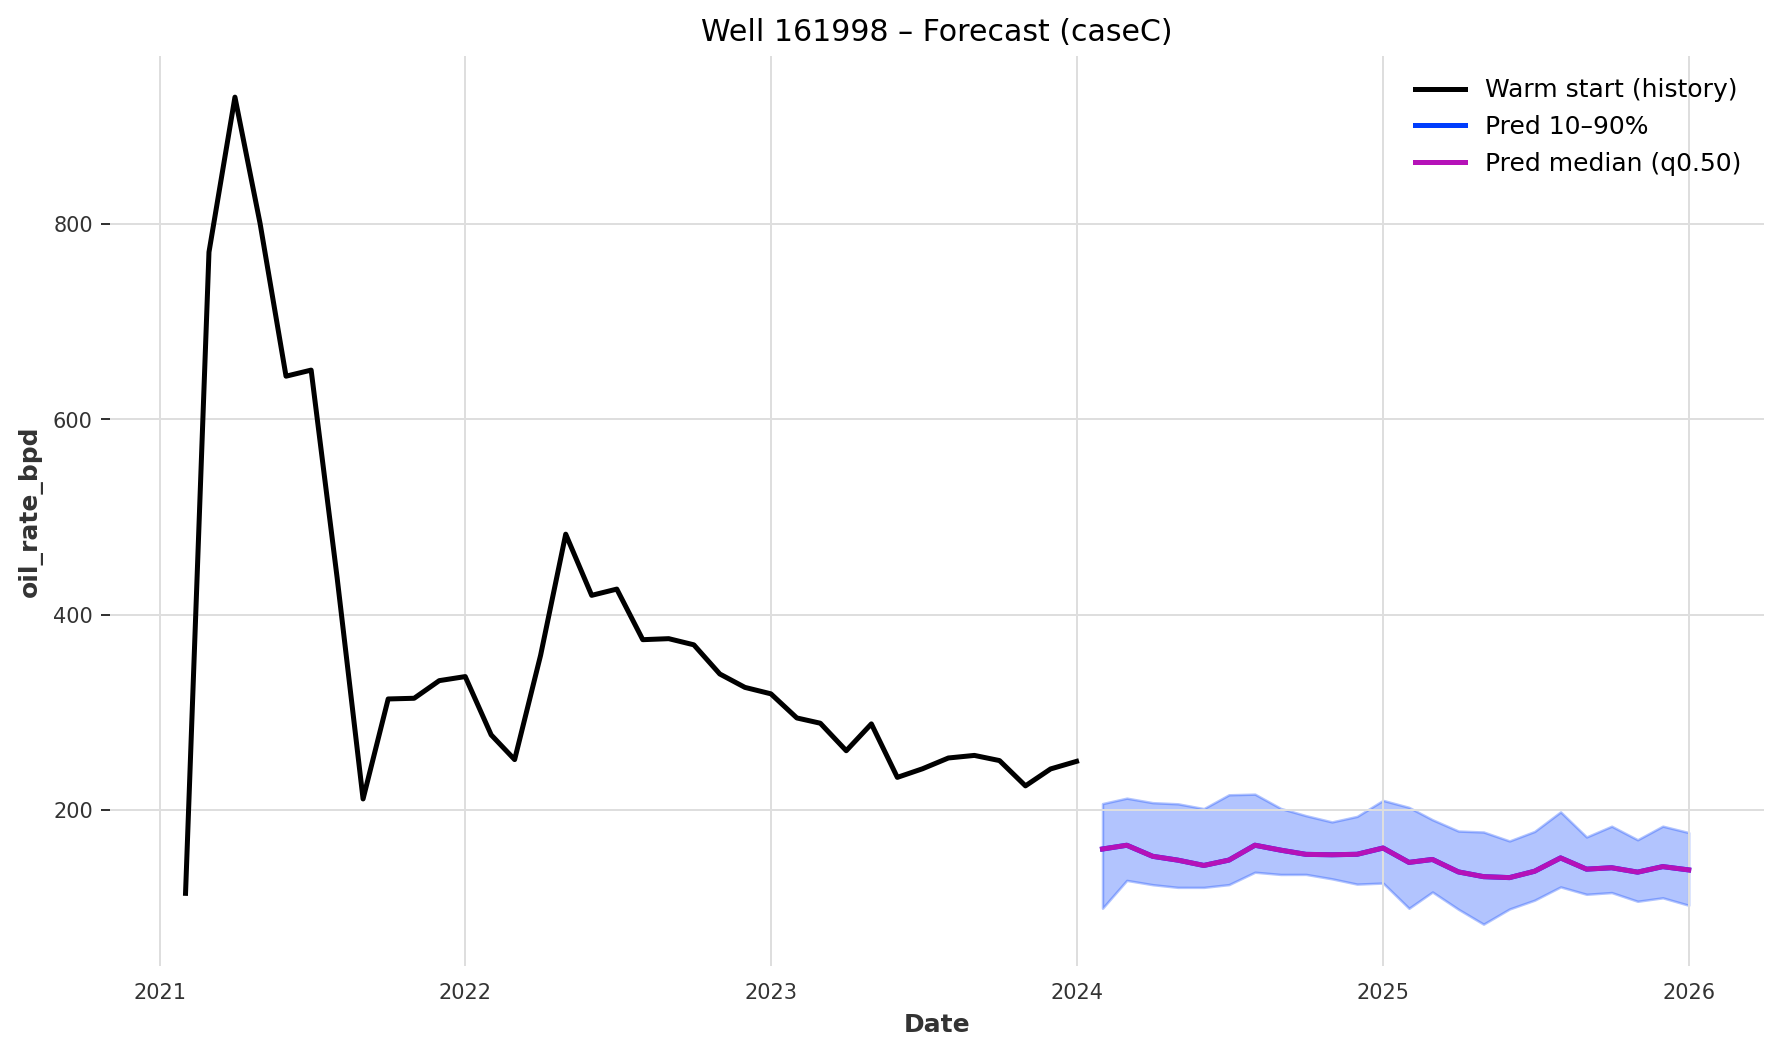 Well 161998 – Forecast (caseC)
Warm start (history)
Pred 10–90%
Pred median (q0.50)
oil_rate_bpd
800
600
400
200
2021 2022 2023 2024 2025 2026
Date